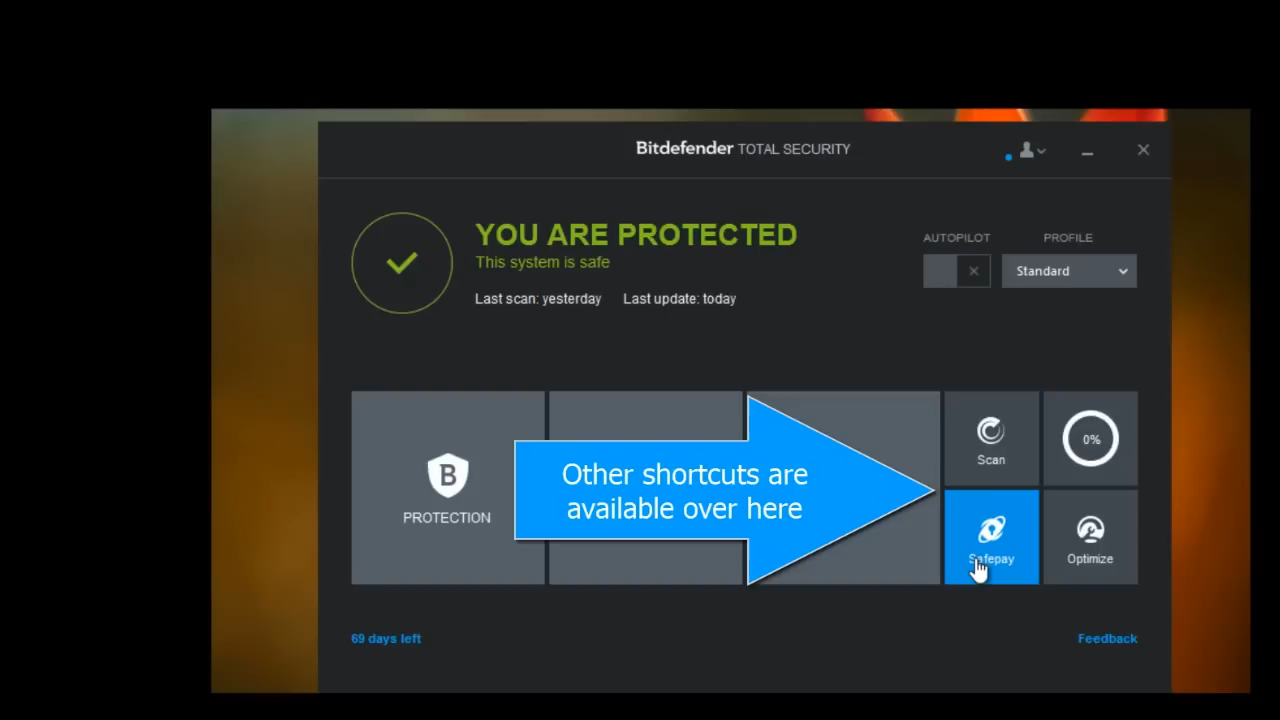 Bitdefender TOTAL SECURITY
YOU ARE PROTECTED
This system is safe
Last scan: yesterday Last update: today
AUTOPILOT PROFILE
Standard
Other shortcuts are
available over here
B
PROTECTION
Scan
0%
Safepay
Optimize
69 days left
Feedback